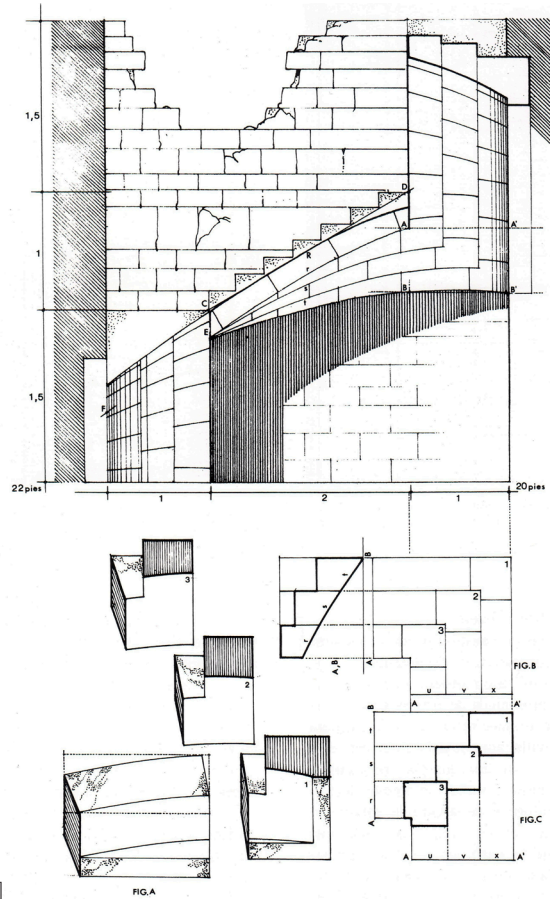 1,5
D
A
A'
R
1
r
s
B
B'
C
t
E
1,5
F
22 pies
20 pies
1
2
1
3
B
1
t
2
s
2
3
r
A,B
A
FIG.B
u
v
x
A
A'
B
1
t
2
s
1
3
r
A
FIG.C
A
u
v
x
A'
FIG.A